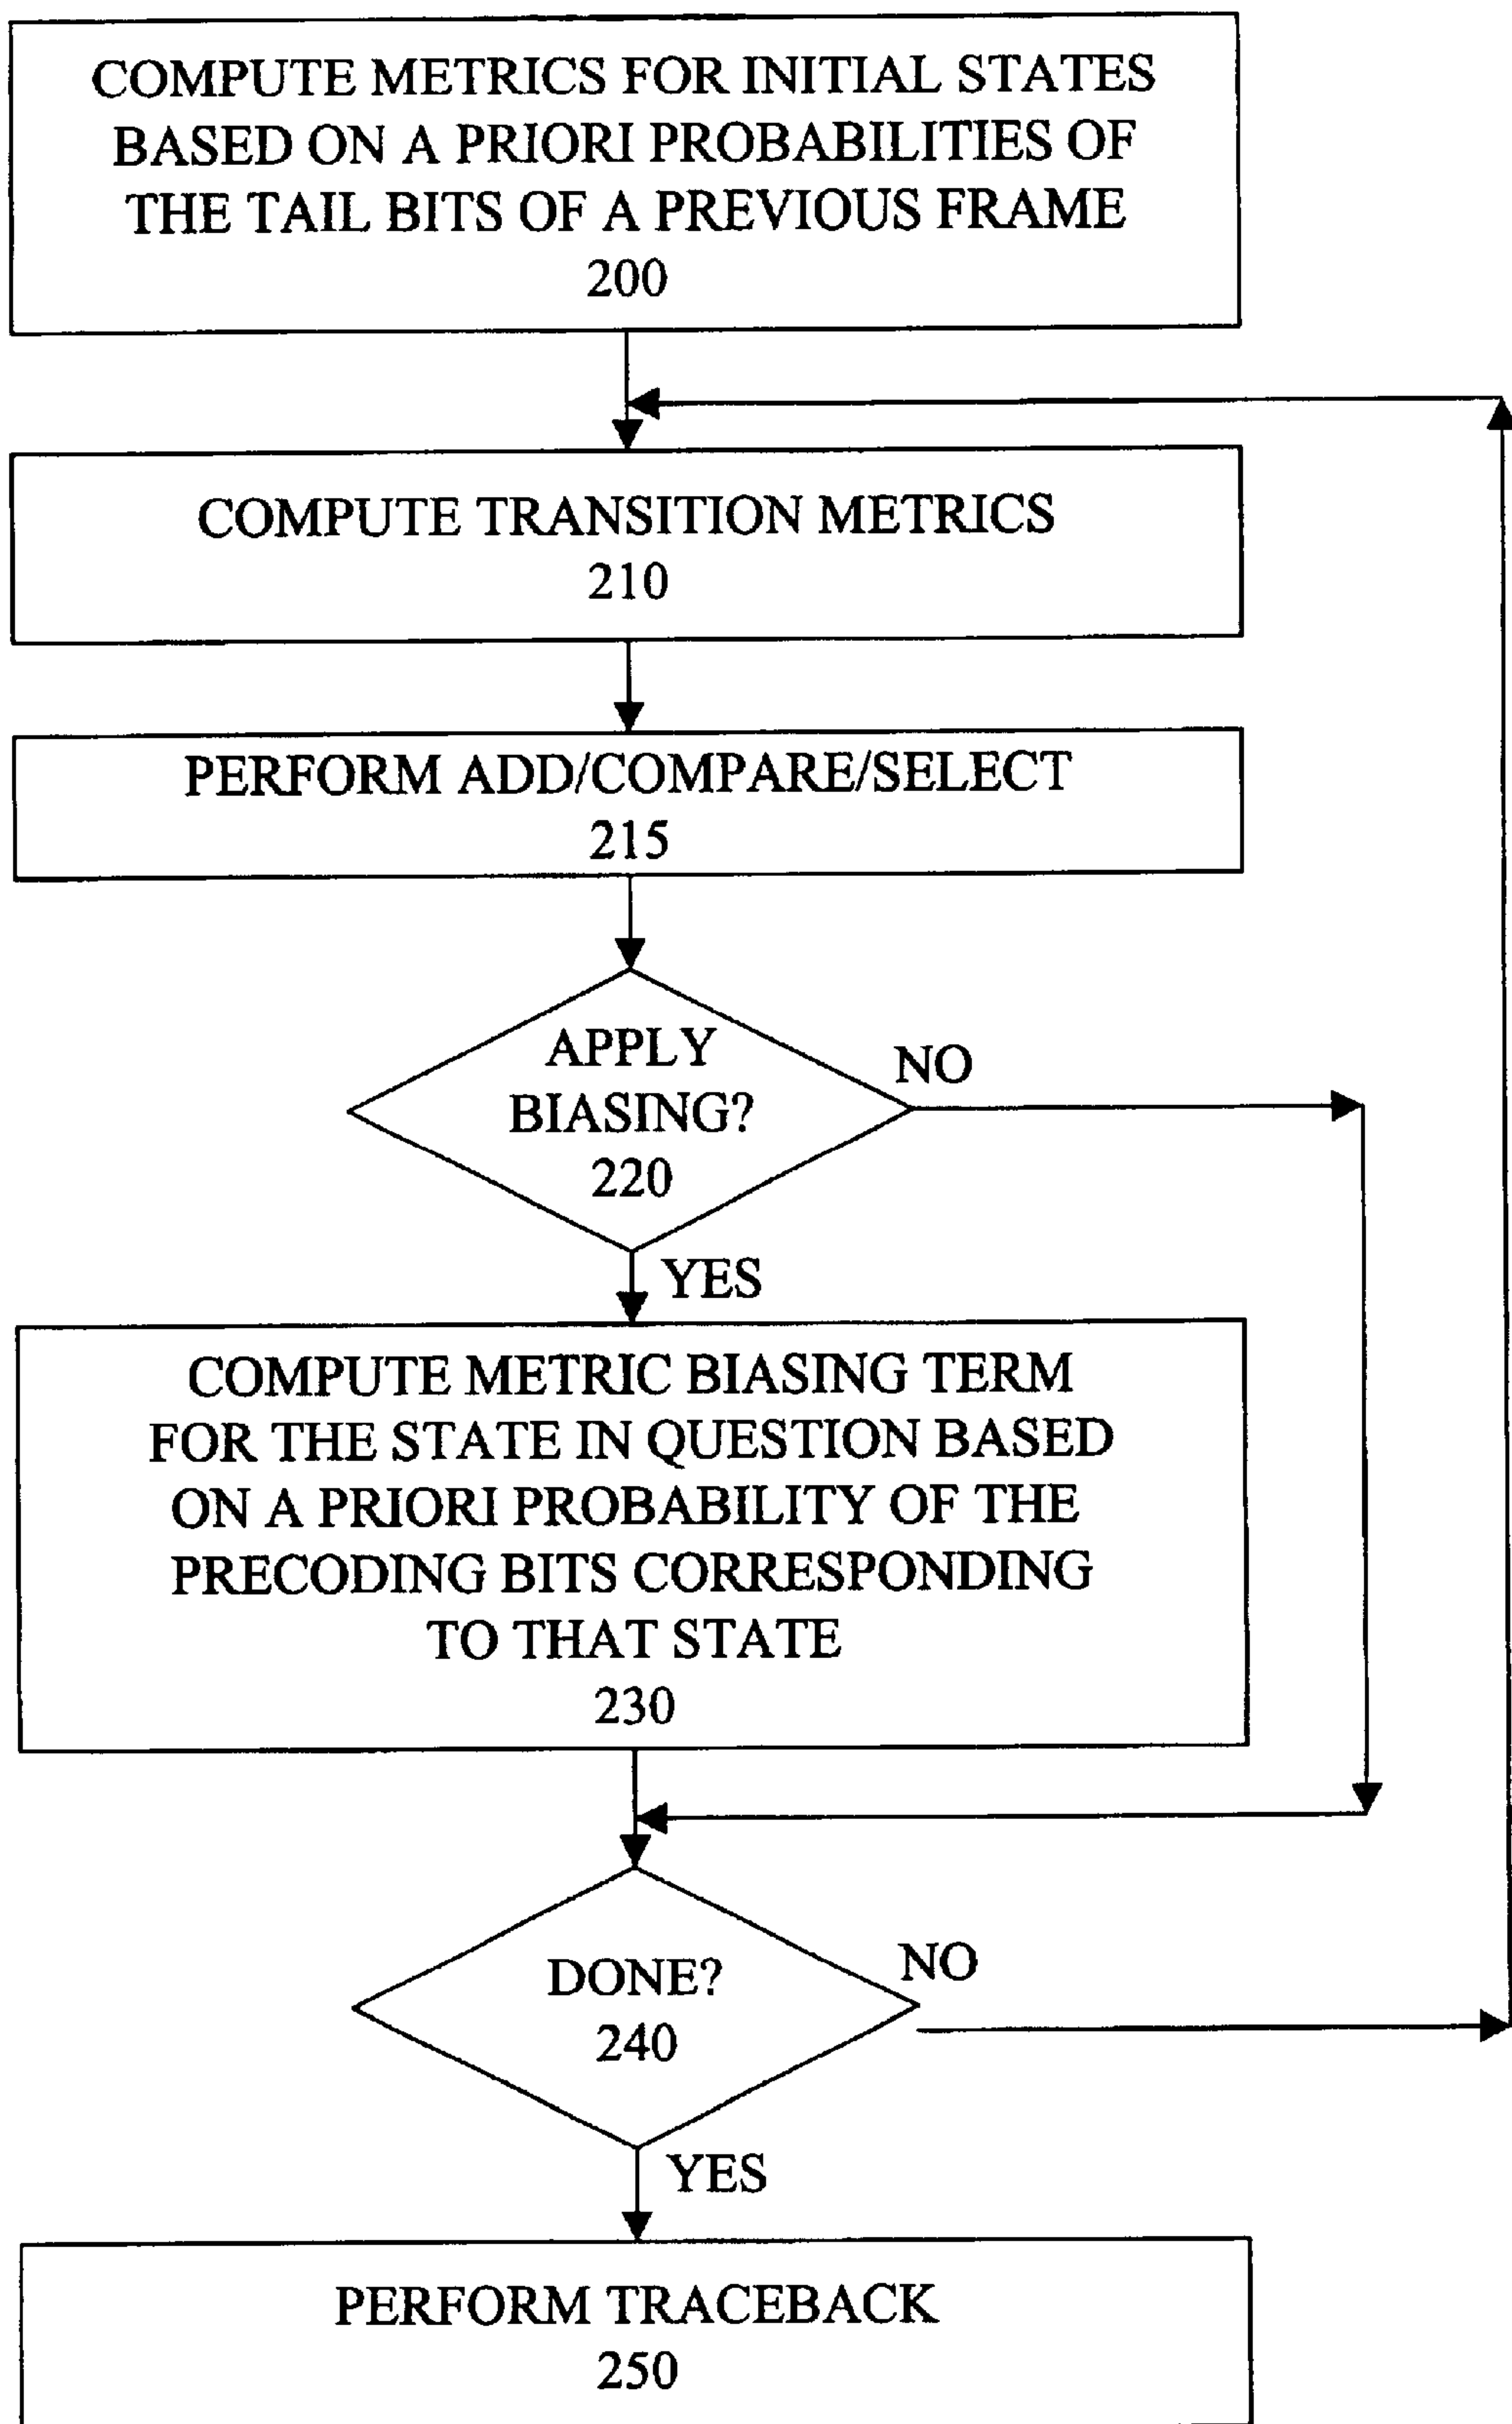 COMPUTE METRICS FOR INITIAL STATES
BASED ON A PRIORI PROBABILITIES OF
THE TAIL BITS OF A PREVIOUS FRAME
200
COMPUTE TRANSITION METRICS
210
PERFORM ADD/COMPARE/SELECT
215
APPLY
BIASING?
220
NO
YES
COMPUTE METRIC BIASING TERM
FOR THE STATE IN QUESTION BASED
ON A PRIORI PROBABILITY OF THE
PRECODING BITS CORRESPONDING
TO THAT STATE
230
DONE?
240
NO
YES
PERFORM TRACEBACK
250